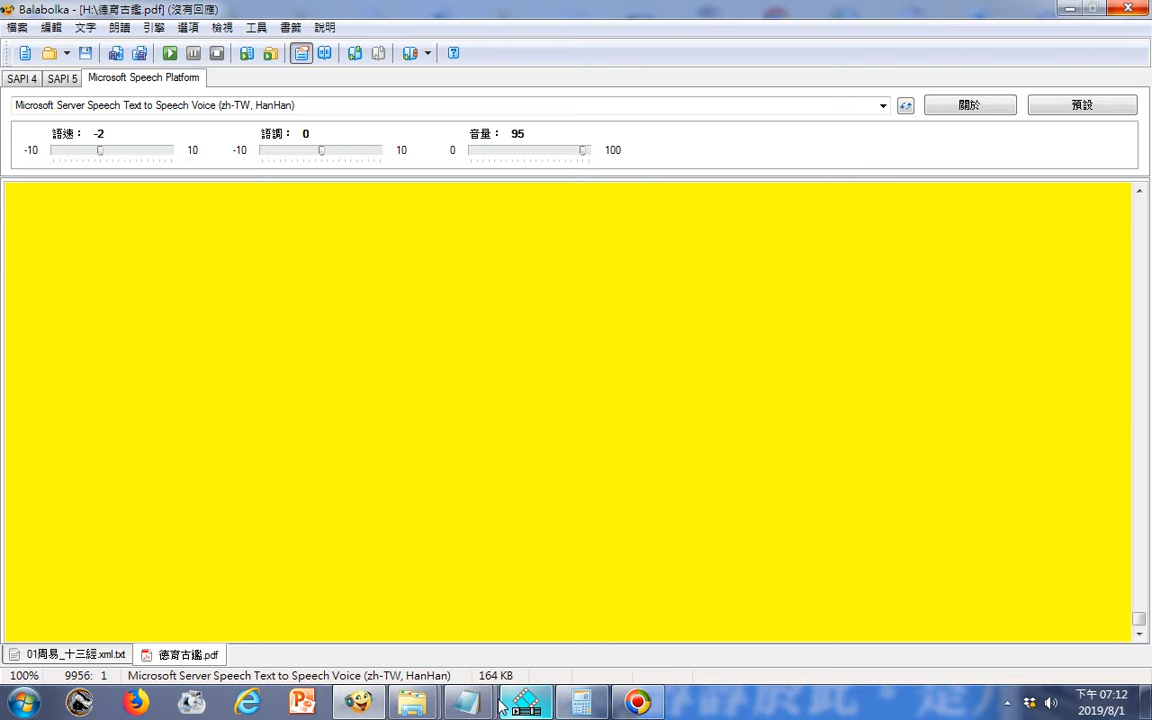 Balabolka - [H:\德育古鑑.pdf] (沒有回應)
檔案 編輯 文字 朗讀 引擎 選項 檢視 工具 書籤 說明
SAPI 4 SAPI 5 Microsoft Speech Platform
Microsoft Server Speech Text to Speech Voice (zh-TW, HanHan) 關於 預設
語速: -2 語調: 0 音量: 95
-10 10 -10 10 0 100
01周易_十三經.xml.txt 德育古鑑.pdf
100% 9956: 1 Microsoft Server Speech Text to Speech Voice (zh-TW, HanHan) 164 KB
下午 07:12
2019/8/1